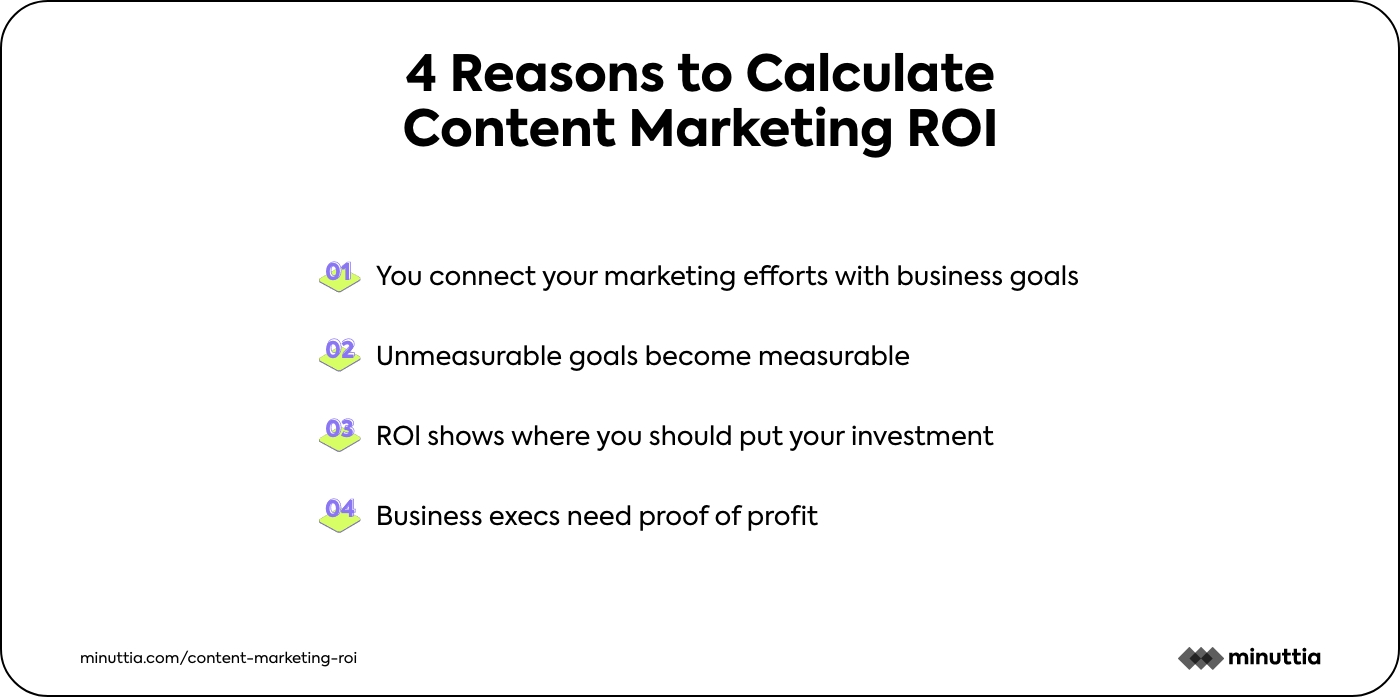 4 Reasons to Calculate
Content Marketing ROI
01 You connect your marketing efforts with business goals
02 Unmeasurable goals become measurable
03 ROI shows where you should put your investment
04 Business execs need proof of profit
minuttia.com/content-marketing-roi
minuttia